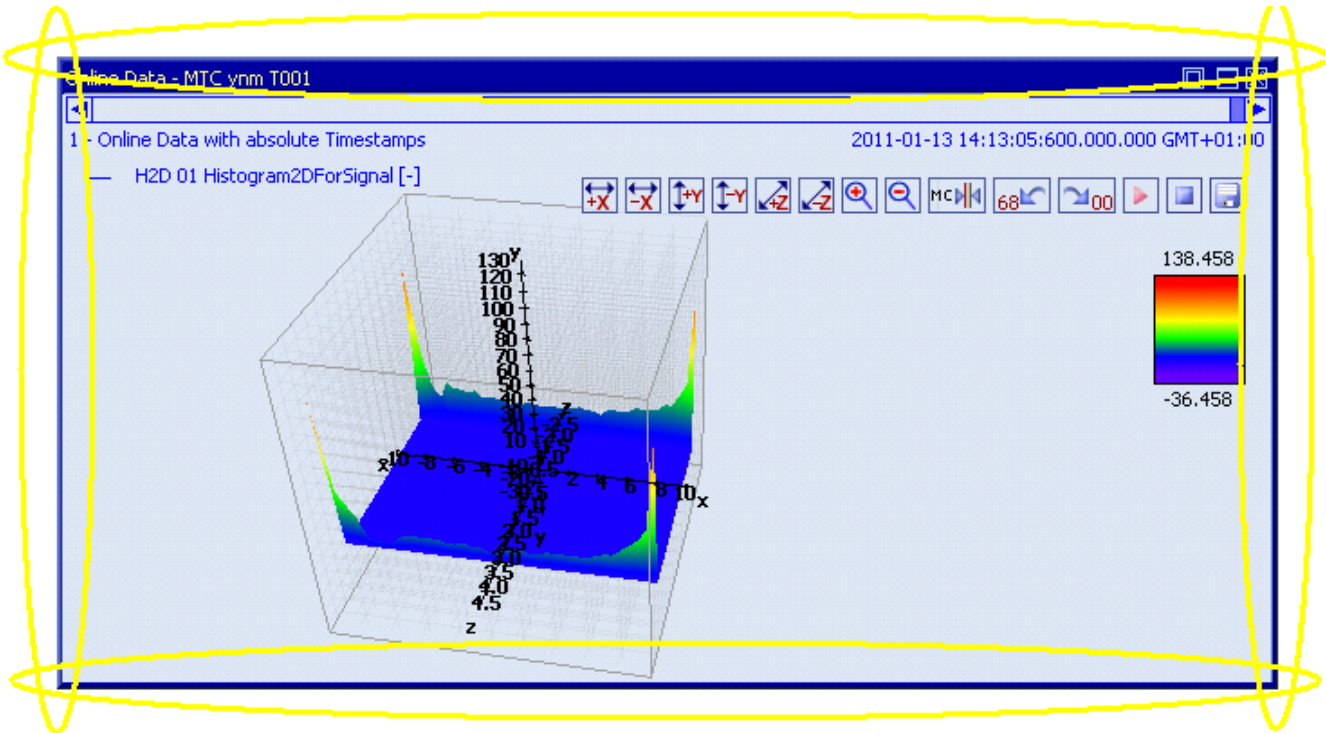 Online Data - MTC vnm T001
1 - Online Data with absolute Timestamps
2011-01-13 14:13:05:600.000.000 GMT+01:00
H2D 01 Histogram2DForSignal [-]
+X -X +Y -Y +Z -Z MC 68 00
138.458
-36.458
y
130
120
110
100
90
80
70
60
50
40
30
20
10
z
x -8 -6 -4 2 4 6 8 10 x
y
3.5
4.0
4.5
z